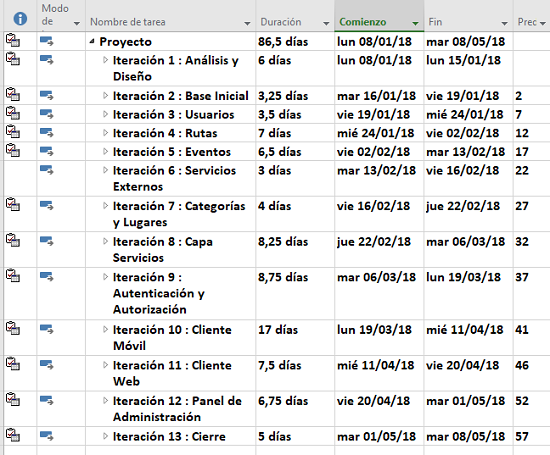 Modo de Nombre de tarea Duración Comienzo Fin Prec
Proyecto 86,5 días lun 08/01/18 mar 08/05/18
Iteración 1 : Análisis y 6 días lun 08/01/18 lun 15/01/18
Diseño
Iteración 2 : Base Inicial 3,25 días mar 16/01/18 vie 19/01/18 2
Iteración 3 : Usuarios 3,5 días vie 19/01/18 mié 24/01/18 7
Iteración 4 : Rutas 7 días mié 24/01/18 vie 02/02/18 12
Iteración 5 : Eventos 6,5 días vie 02/02/18 mar 13/02/18 17
Iteración 6 : Servicios 3 días mar 13/02/18 vie 16/02/18 22
Externos
Iteración 7 : Categorías 4 días vie 16/02/18 jue 22/02/18 27
y Lugares
Iteración 8 : Capa 8,25 días jue 22/02/18 mar 06/03/18 32
Servicios
Iteración 9 : 8,75 días mar 06/03/18 lun 19/03/18 37
Autenticación y
Autorización
Iteración 10 : Cliente 17 días lun 19/03/18 mié 11/04/18 41
Móvil
Iteración 11 : Cliente 7,5 días mié 11/04/18 vie 20/04/18 46
Web
Iteración 12 : Panel de 6,75 días vie 20/04/18 mar 01/05/18 52
Administración
Iteración 13 : Cierre 5 días mar 01/05/18 mar 08/05/18 57